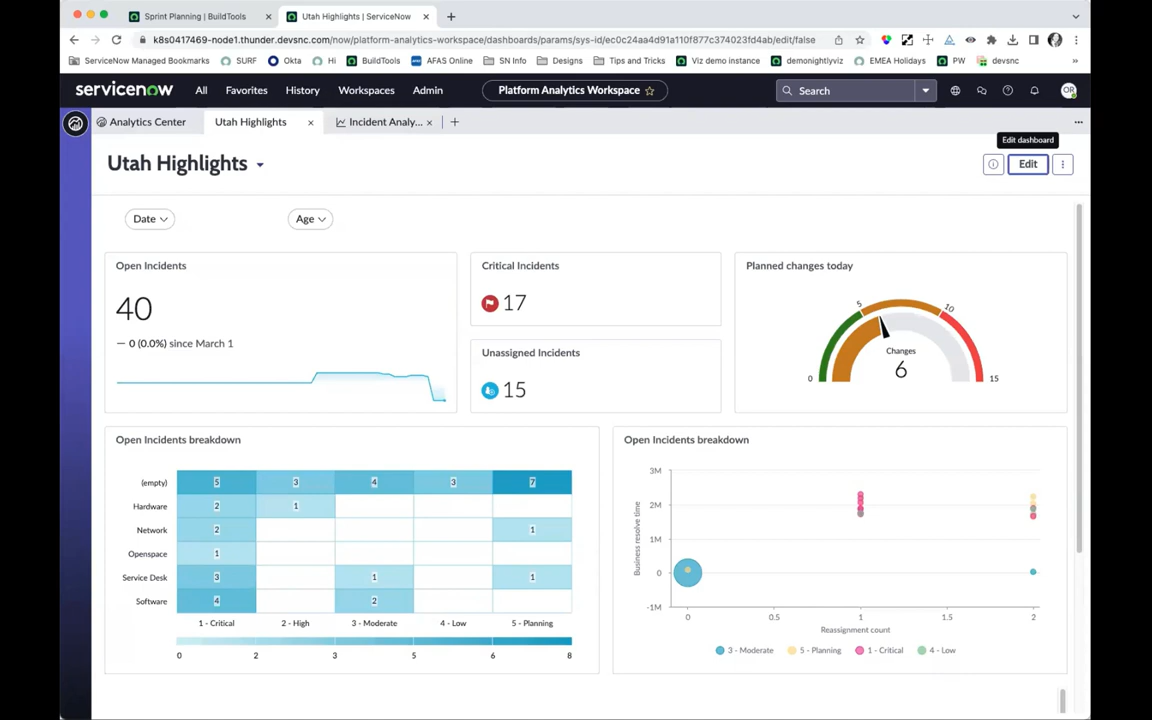 Sprint Planning | BuildTools
Utah Highlights | ServiceNow
k8s0417469-node1.thunder.devsnc.com/now/platform-analytics-workspace/dashboards/params/sys-id/ec0c24aa4d91a110f877c374023fd4ab/edit/false
ServiceNow Managed Bookmarks SURF Okta Hi BuildTools AFAS Online SN Info Designs Tips and Tricks Viz demo instance demonightlyviz EMEA Holidays PW devsnc
servicenow All Favorites History Workspaces Admin Platform Analytics Workspace Search OR
Analytics Center Utah Highlights Incident Analy...
Edit dashboard
Utah Highlights Edit
Date Age
Open Incidents
40
— 0 (0.0%) since March 1
Critical Incidents
17
Unassigned Incidents
15
Planned changes today
5 10
Changes
6
0 15
Open Incidents breakdown
(empty) 5 3 4 3 7
Hardware 2 1
Network 2 1
Openspace 1
Service Desk 3 1 1
Software 4 2
1 - Critical 2 - High 3 - Moderate 4 - Low 5 - Planning
0 2 3 5 6 8
Open Incidents breakdown
Business resolve time
3M
2M
1M
0
-1M
0 0.5 1 1.5 2
Reassignment count
3 - Moderate 5 - Planning 1 - Critical 4 - Low